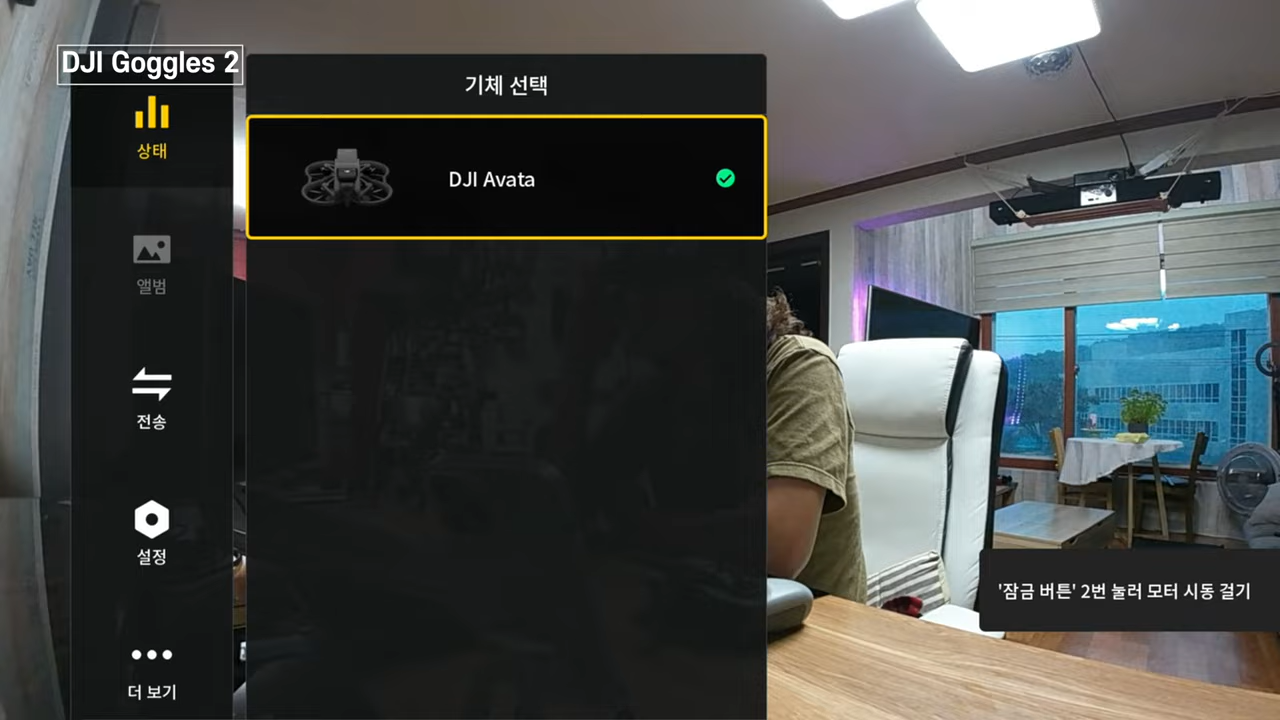 DJI Goggles 2
기체 선택
상태
DJI Avata
앨범
전송
설정
'잠금 버튼' 2번 눌러 모터 시동 걸기
더 보기